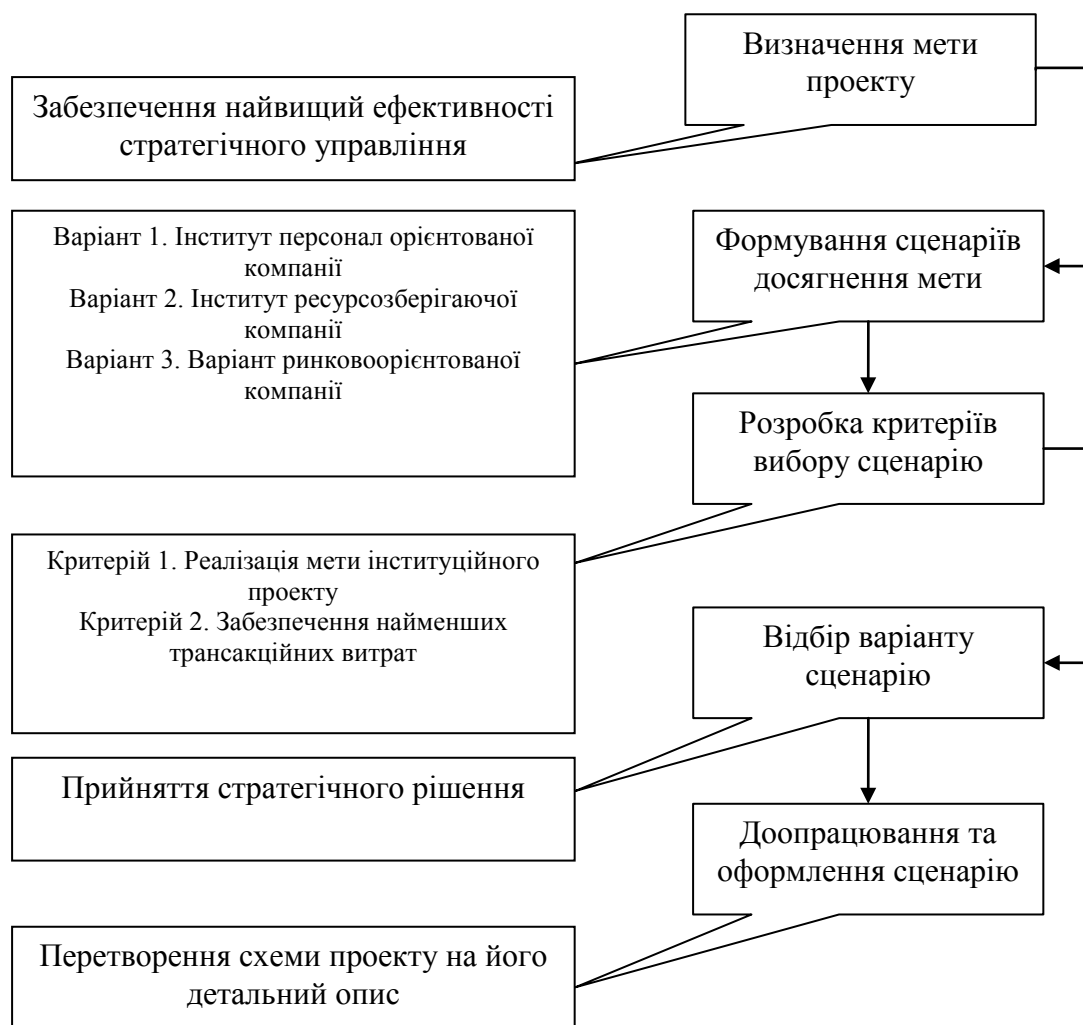 Визначення мети
проекту
Забезпечення найвищий ефективності
стратегічного управління
Варіант 1. Інститут персонал орієнтованої
компанії
Варіант 2. Інститут ресурсозберігаючої
компанії
Варіант 3. Варіант ринковоорієнтованої
компанії
Формування сценаріїв
досягнення мети
Розробка критеріїв
вибору сценарію
Критерій 1. Реалізація мети інституційного
проекту
Критерій 2. Забезпечення найменших
трансакційних витрат
Відбір варіанту
сценарію
Прийняття стратегічного рішення
Доопрацювання та
оформлення сценарію
Перетворення схеми проекту на його
детальний опис